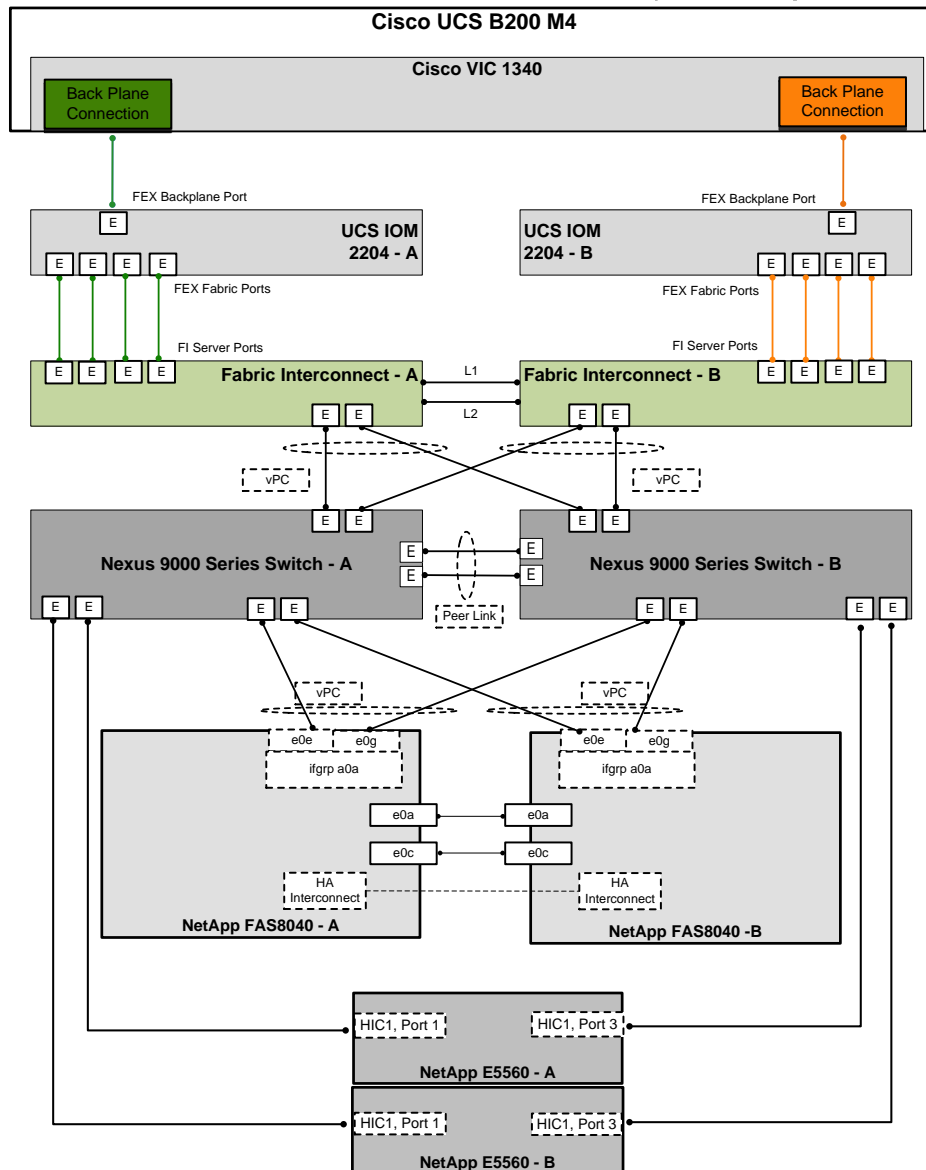 Cisco UCS B200 M4
Cisco VIC 1340
Back Plane
Connection
Back Plane
Connection
FEX Backplane Port
FEX Backplane Port
E
E
UCS IOM
2204 - A
UCS IOM
2204 - B
E E E E
E E E E
FEX Fabric Ports
FEX Fabric Ports
FI Server Ports
FI Server Ports
E E E E
E E E E
Fabric Interconnect - A
L1
Fabric Interconnect - B
L2
E E
E E
vPC
vPC
E E
E E
Nexus 9000 Series Switch - A
E
E
Nexus 9000 Series Switch - B
E
E
E E
E E
Peer Link
E E
E E
vPC
vPC
e0e
e0g
e0e
e0g
ifgrp a0a
ifgrp a0a
e0a
e0a
e0c
e0c
HA
Interconnect
HA
Interconnect
NetApp FAS8040 - A
NetApp FAS8040 -B
HIC1, Port 1
HIC1, Port 3
NetApp E5560 - A
HIC1, Port 1
HIC1, Port 3
NetApp E5560 - B